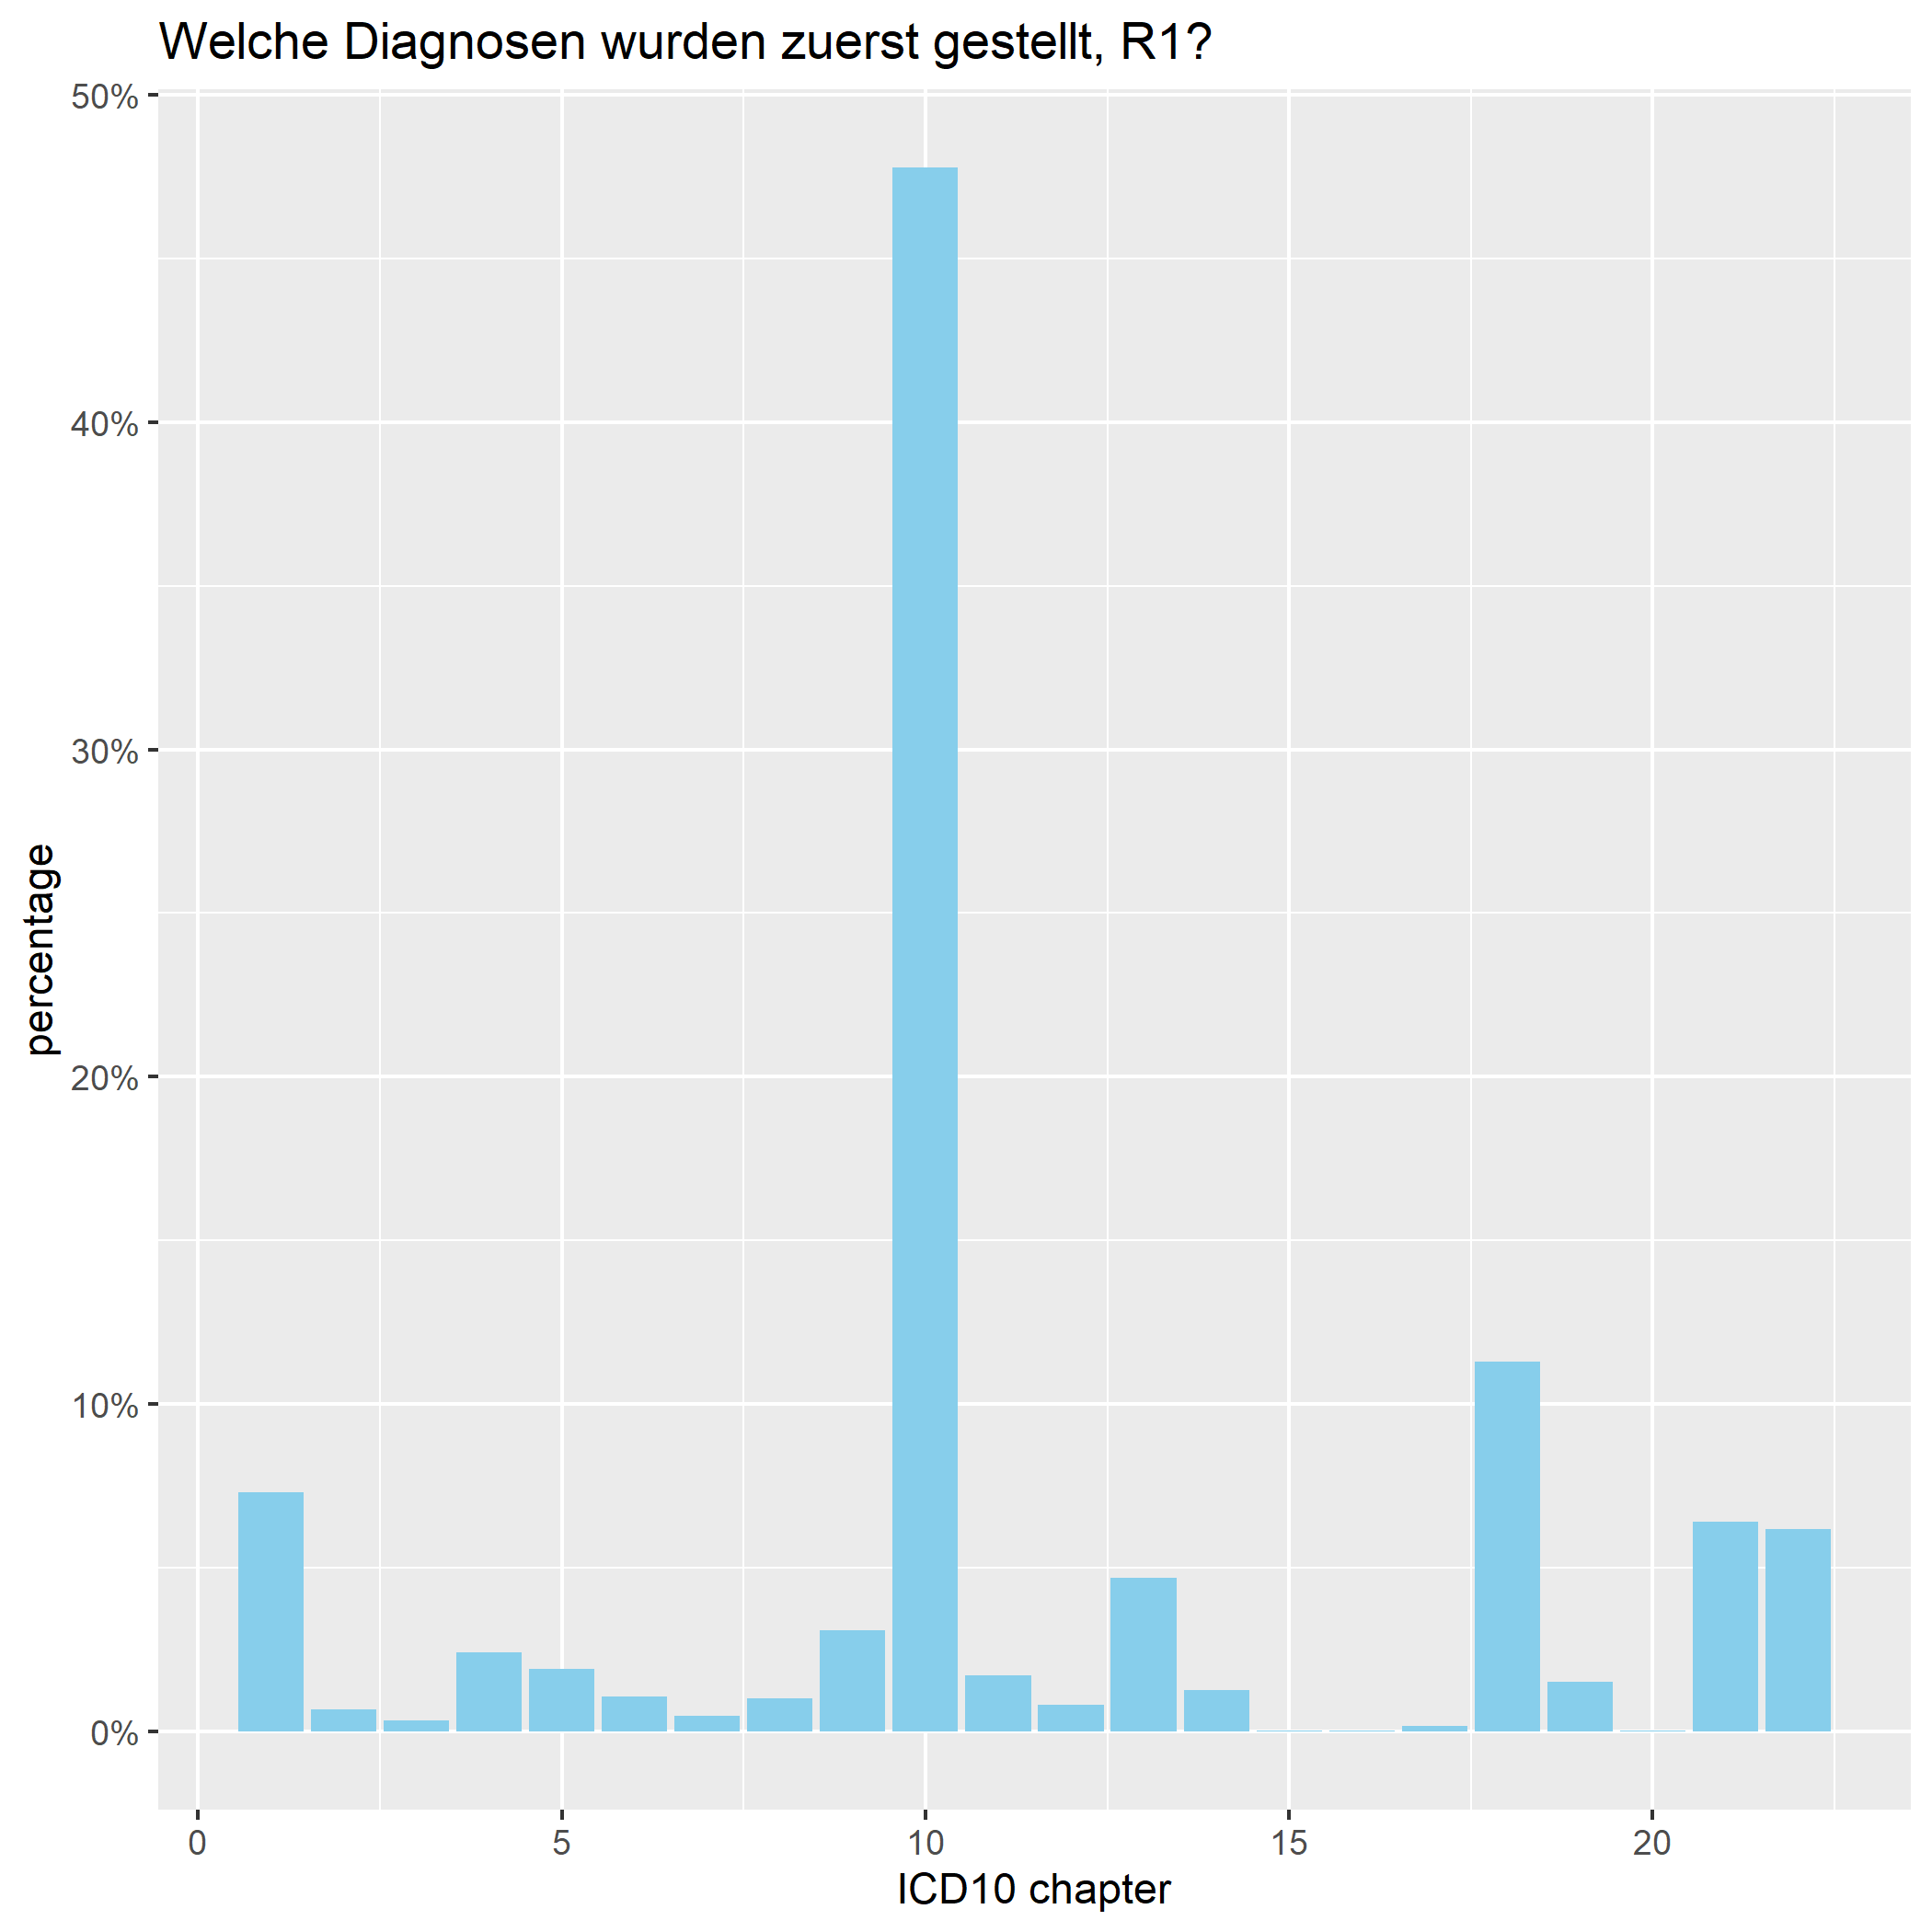 Welche Diagnosen wurden zuerst gestellt, R1?
50%
40%
30%
20%
10%
0%
percentage
0 5 10 15 20
ICD10 chapter